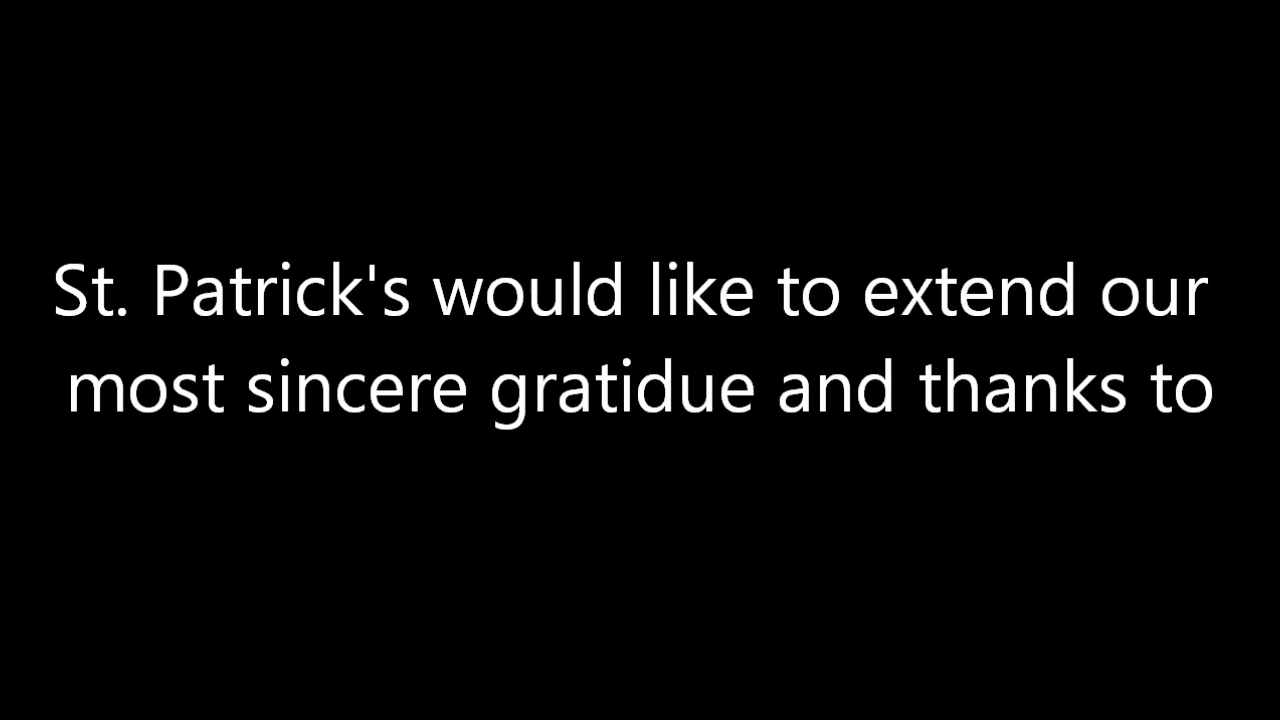 St. Patrick's would like to extend our
most sincere gratidue and thanks to